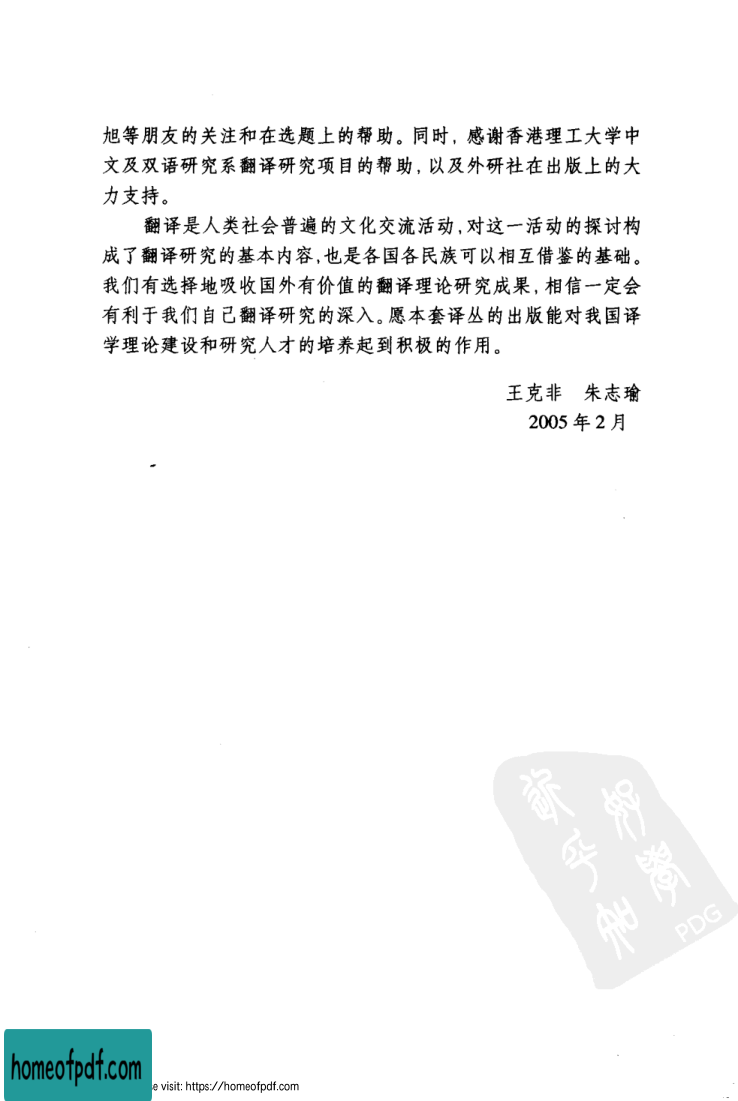 旭等朋友的关注和在选题上的帮助。同时，感谢香港理工大学中
文及双语研究系翻译研究项目的帮助，以及外研社在出版上的大
力支持。
翻译是人类社会普遍的文化交流活动，对这一活动的探讨构
成了翻译研究的基本内容，也是各国各民族可以相互借鉴的基础。
我们有选择地吸收国外有价值的翻译理论研究成果，相信一定会
有利于我们自己翻译研究的深入。愿本套译丛的出版能对我国译
学理论建设和研究人才的培养起到积极的作用。
王克非　朱志瑜
2005 年 2 月
好學
PDG
homeofpdf.com
e visit: https://homeofpdf.com